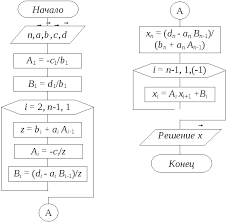 Начало
n,a,b,c,d
A₁ = -c₁/b₁
B₁ = d₁/b₁
i = 2, n-1, 1
z = bᵢ + aᵢ Aᵢ₋₁
Aᵢ = -cᵢ/z
Bᵢ = (dᵢ - aᵢ Bᵢ₋₁)/z
A
A
xₙ = (dₙ - aₙ Bₙ₋₁)/
(bₙ + aₙ Aₙ₋₁)
i = n-1, 1,(-1)
xᵢ = Aᵢ xᵢ₊₁ +Bᵢ
Решение x
Конец